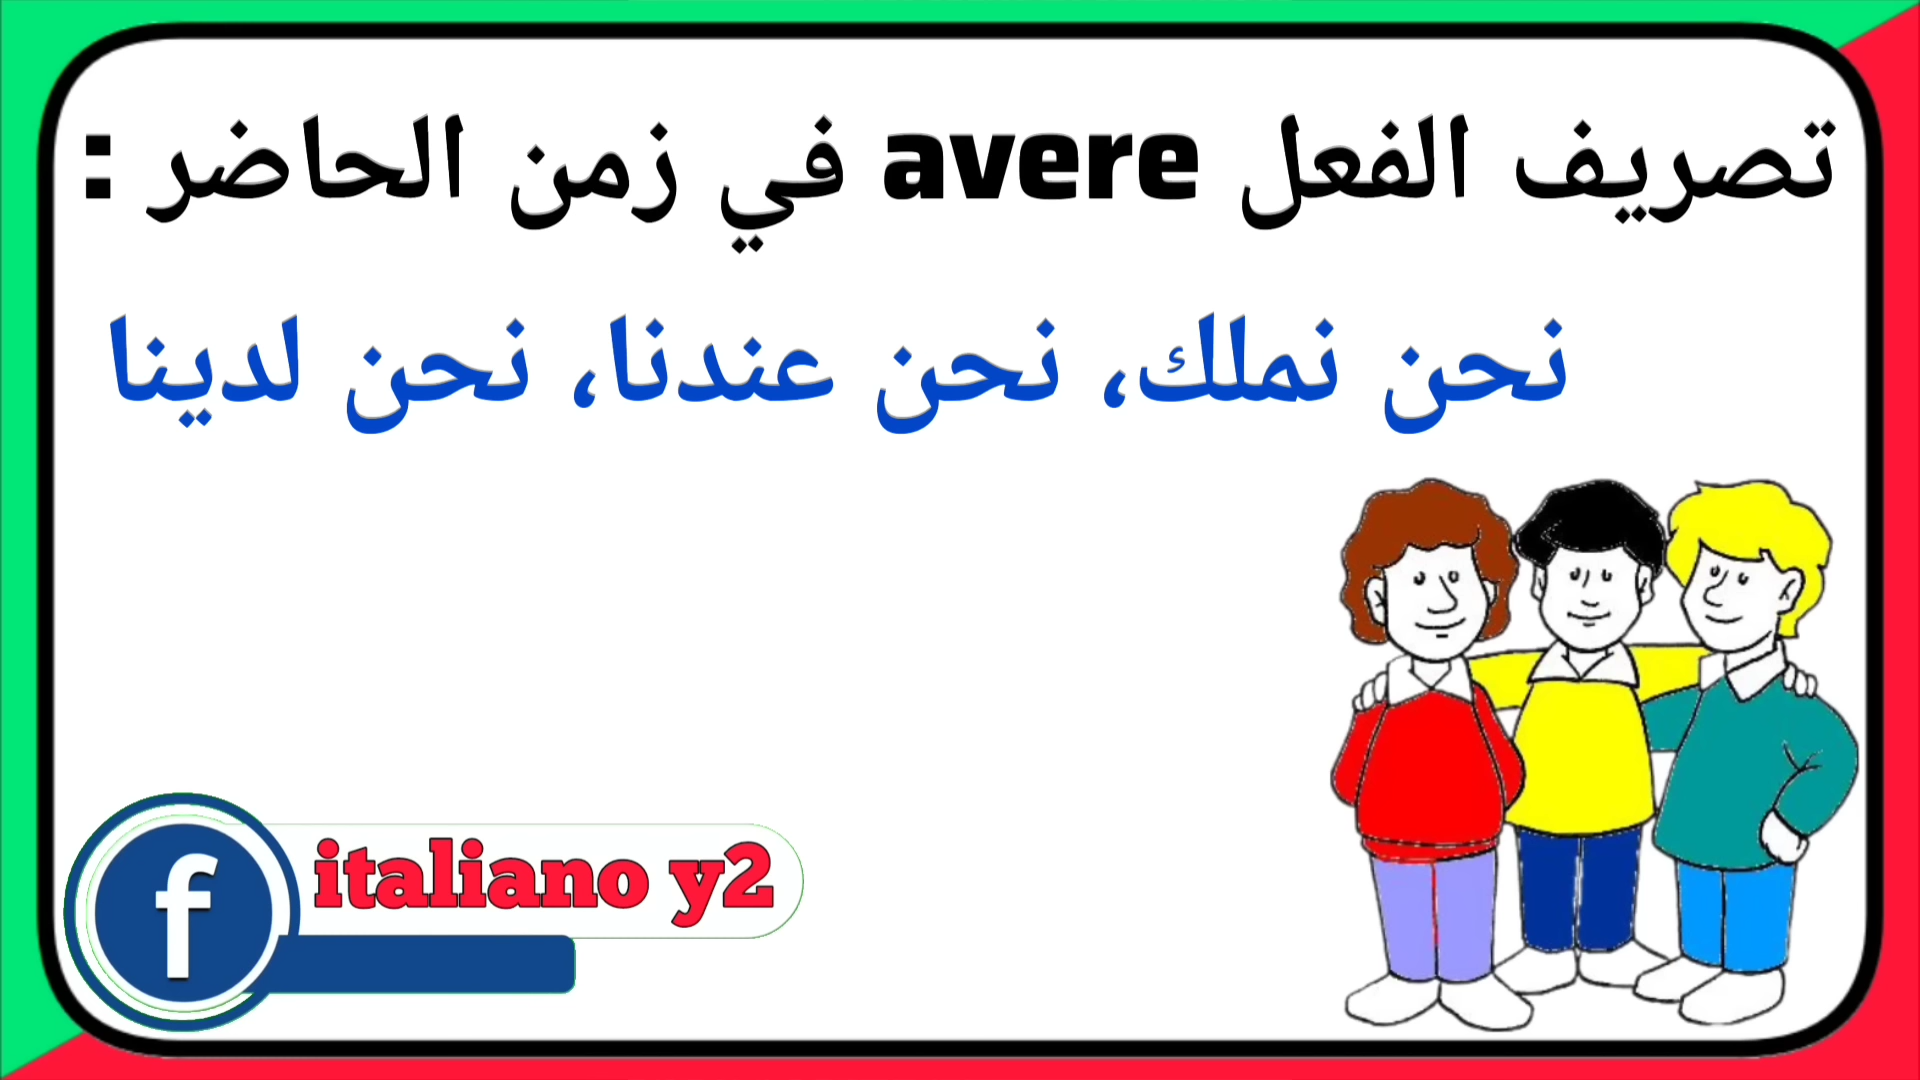 تصريف الفعل avere في زمن الحاضر :
نحن نملك، نحن عندنا، نحن لدينا
f
italiano y2